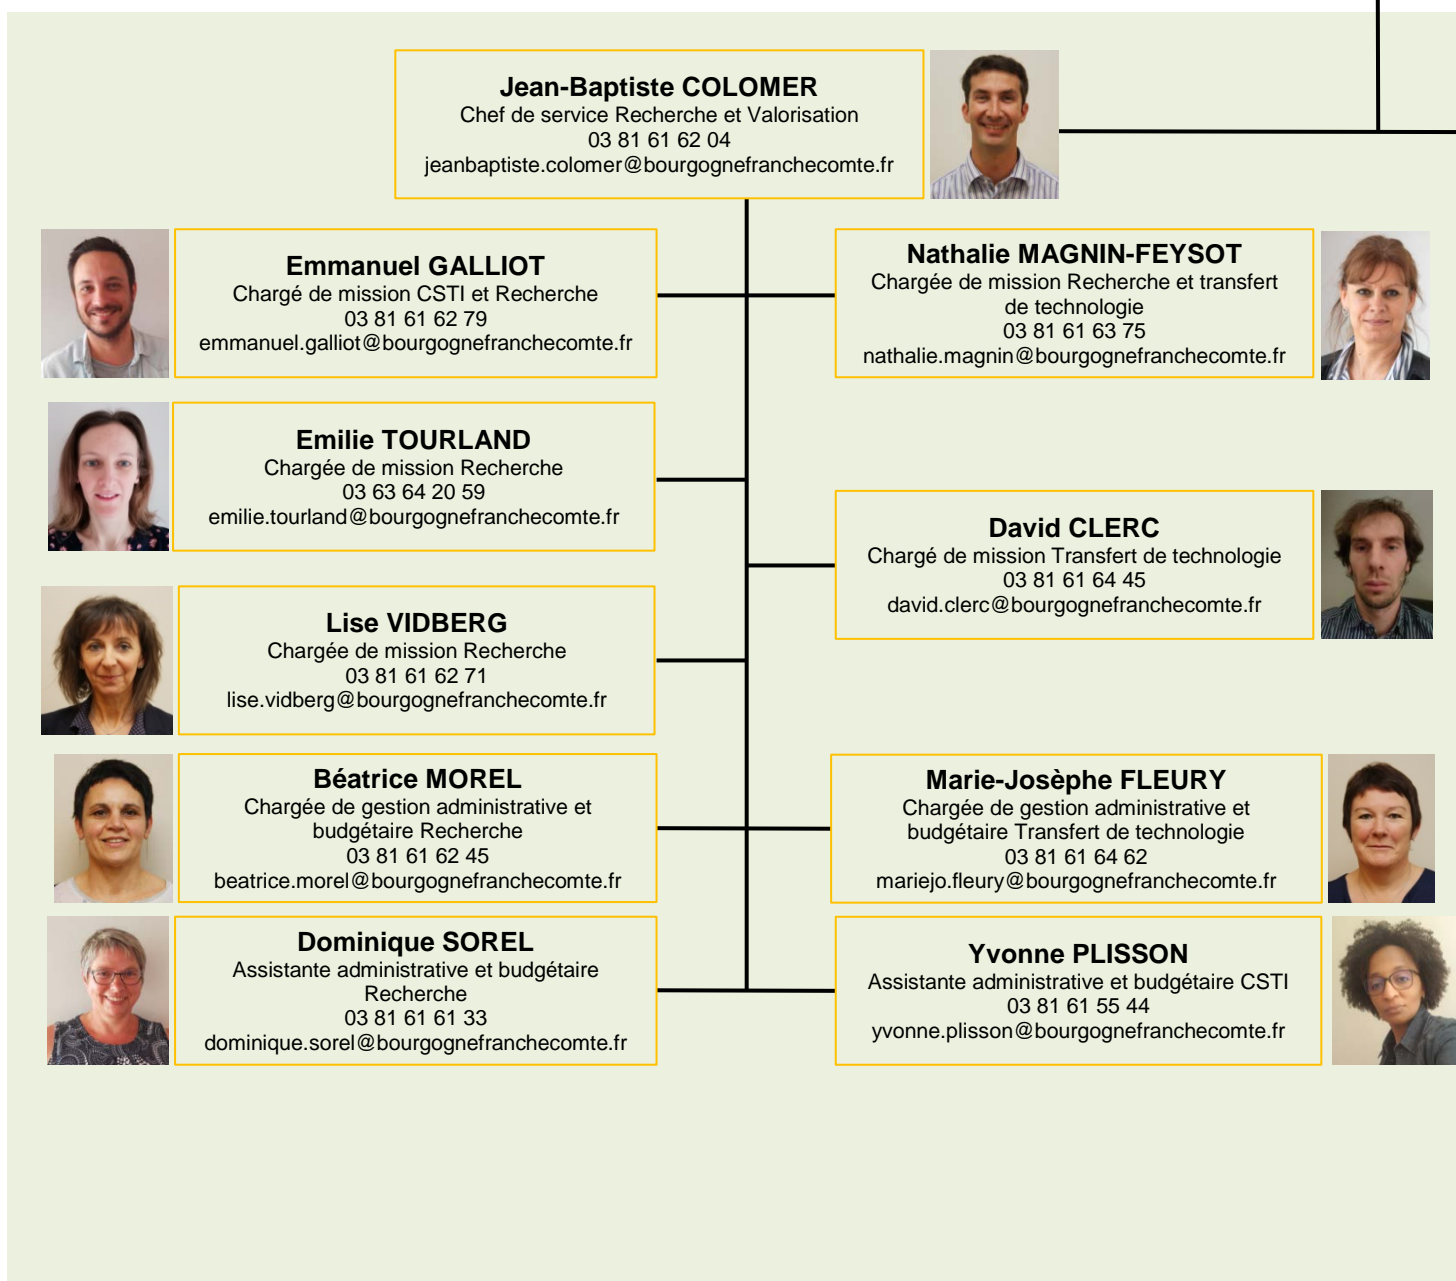 Jean-Baptiste COLOMER
Chef de service Recherche et Valorisation
03 81 61 62 04
jeanbaptiste.colomer@bourgognefranchecomte.fr
Emmanuel GALLIOT
Chargé de mission CSTI et Recherche
03 81 61 62 79
emmanuel.galliot@bourgognefranchecomte.fr
Nathalie MAGNIN-FEYSOT
Chargée de mission Recherche et transfert
de technologie
03 81 61 63 75
nathalie.magnin@bourgognefranchecomte.fr
Emilie TOURLAND
Chargée de mission Recherche
03 63 64 20 59
emilie.tourland@bourgognefranchecomte.fr
David CLERC
Chargé de mission Transfert de technologie
03 81 61 64 45
david.clerc@bourgognefranchecomte.fr
Lise VIDBERG
Chargée de mission Recherche
03 81 61 62 71
lise.vidberg@bourgognefranchecomte.fr
Béatrice MOREL
Chargée de gestion administrative et
budgétaire Recherche
03 81 61 62 45
beatrice.morel@bourgognefranchecomte.fr
Marie-Josèphe FLEURY
Chargée de gestion administrative et
budgétaire Transfert de technologie
03 81 61 64 62
mariejo.fleury@bourgognefranchecomte.fr
Dominique SOREL
Assistante administrative et budgétaire
Recherche
03 81 61 61 33
dominique.sorel@bourgognefranchecomte.fr
Yvonne PLISSON
Assistante administrative et budgétaire CSTI
03 81 61 55 44
yvonne.plisson@bourgognefranchecomte.fr